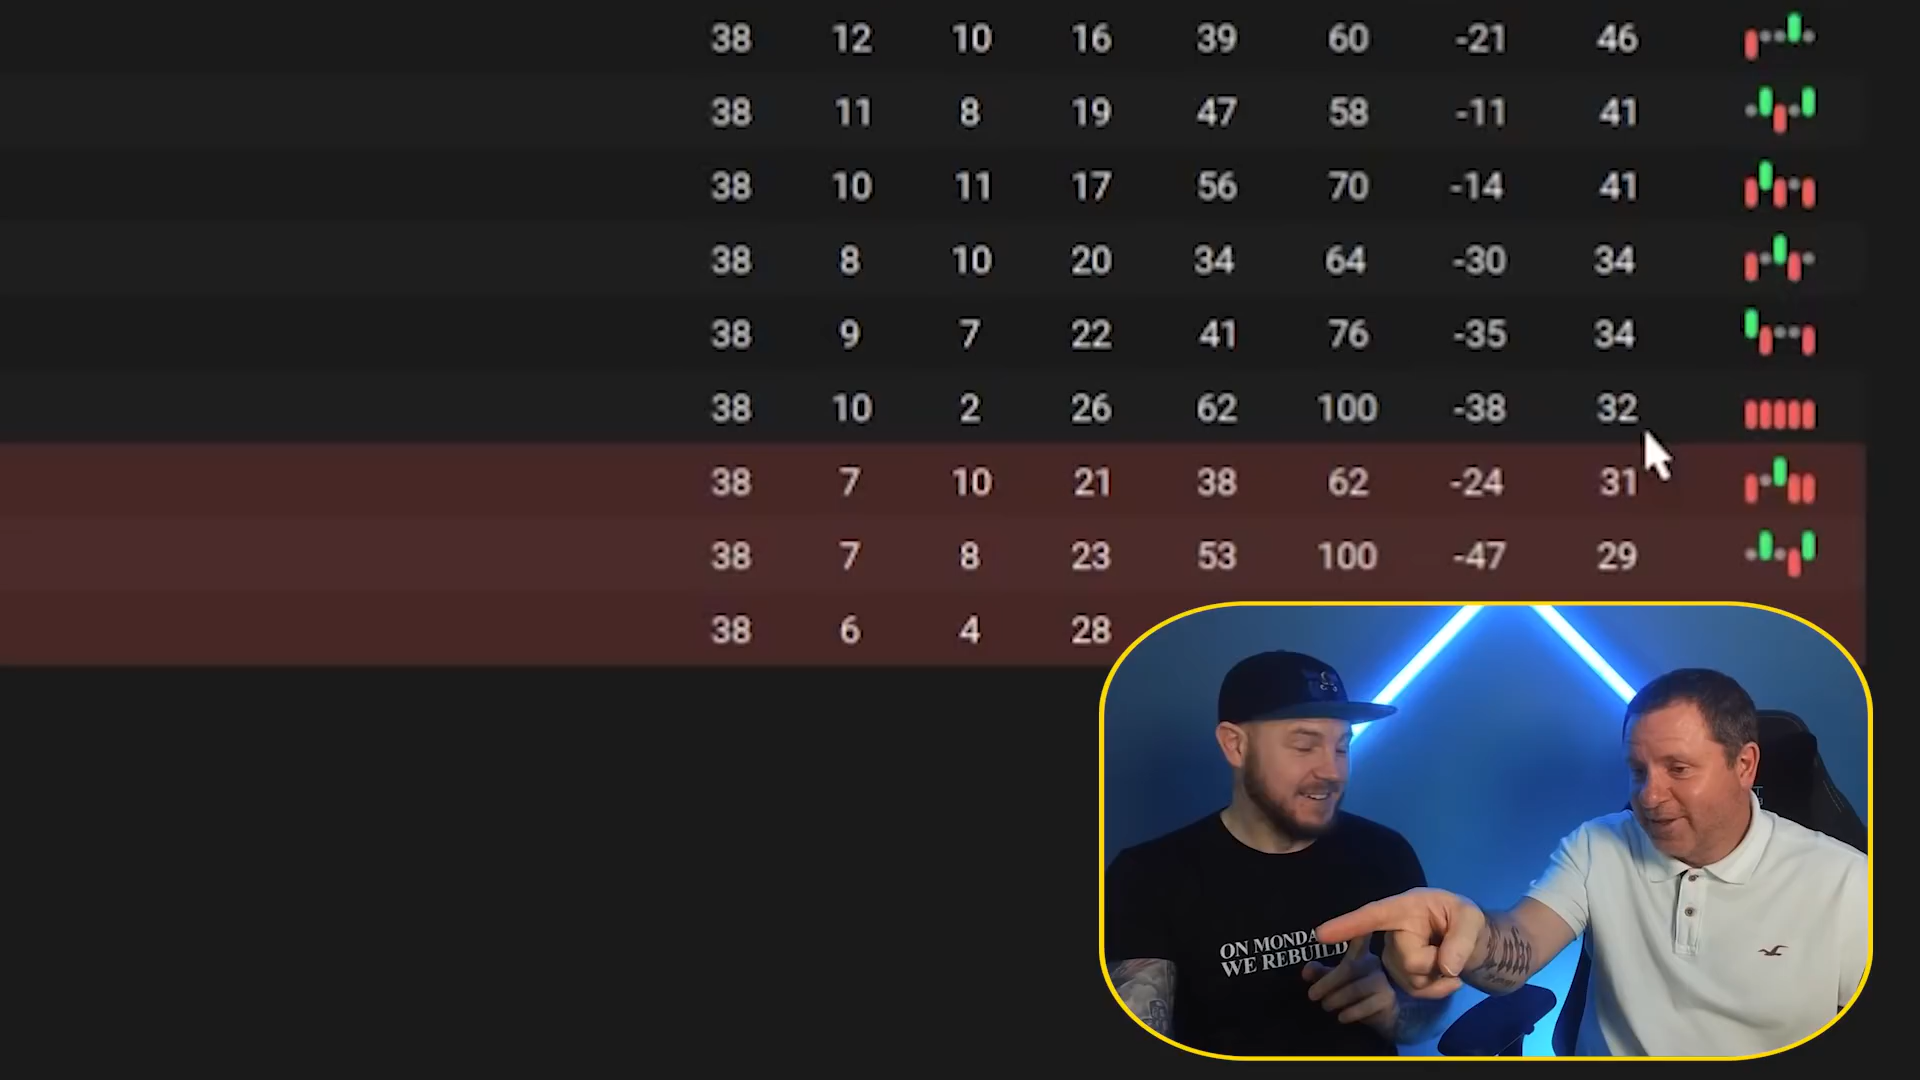 38 12 10 16 39 60 -21 46
38 11 8 19 47 58 -11 41
38 10 11 17 56 70 -14 41
38 8 10 20 34 64 -30 34
38 9 7 22 41 76 -35 34
38 10 2 26 62 100 -38 32
38 7 10 21 38 62 -24 31
38 7 8 23 53 100 -47 29
38 6 4 28
ON MONDA
WE REBUILD